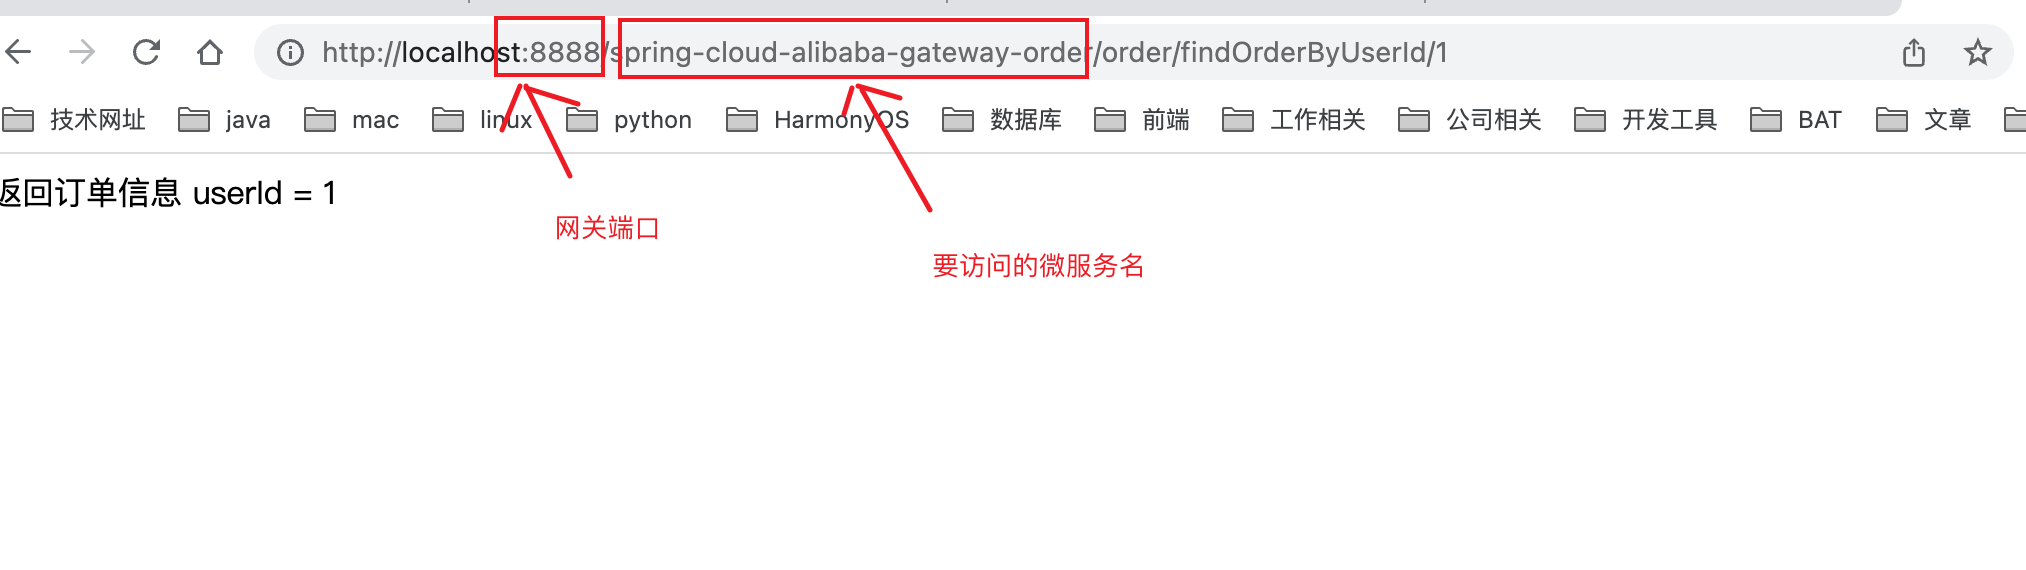 http://localhost:8888/spring-cloud-alibaba-gateway-order/order/findOrderByUserId/1
技术网址 java mac linux python HarmonyOS 数据库 前端 工作相关 公司相关 开发工具 BAT 文章
返回订单信息 userId = 1
网关端口
要访问的微服务名